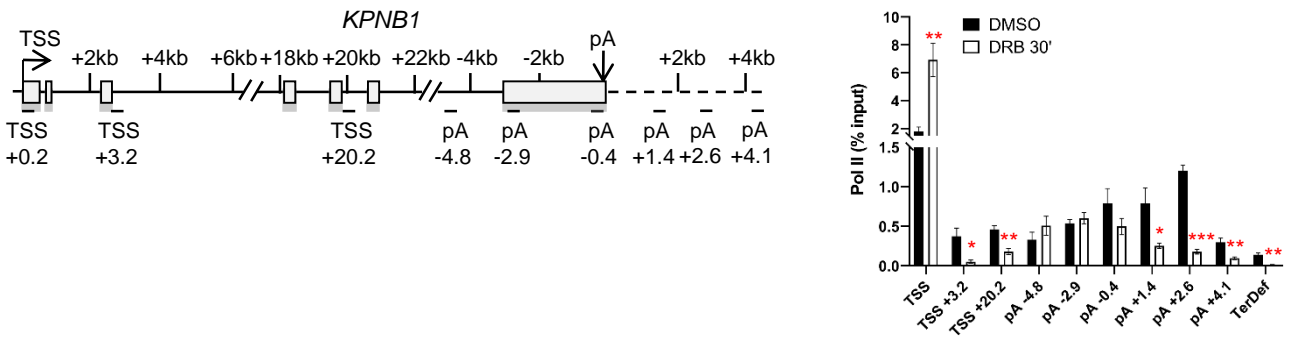 KPNB1
TSS
pA
+2kb +4kb +6kb +18kb +20kb +22kb -4kb -2kb +2kb +4kb
TSS TSS TSS pA pA pA pA pA pA
+0.2 +3.2 +20.2 -4.8 -2.9 -0.4 +1.4 +2.6 +4.1
DMSO
DRB 30'
Pol II (% input)
10
8
6
4
2
1.5
1.0
0.5
0.0
**
*
**
*
***
**
**
TSS
TSS +3.2
TSS +20.2
pA -4.8
pA -2.9
pA -0.4
pA +1.4
pA +2.6
pA +4.1
TerDef